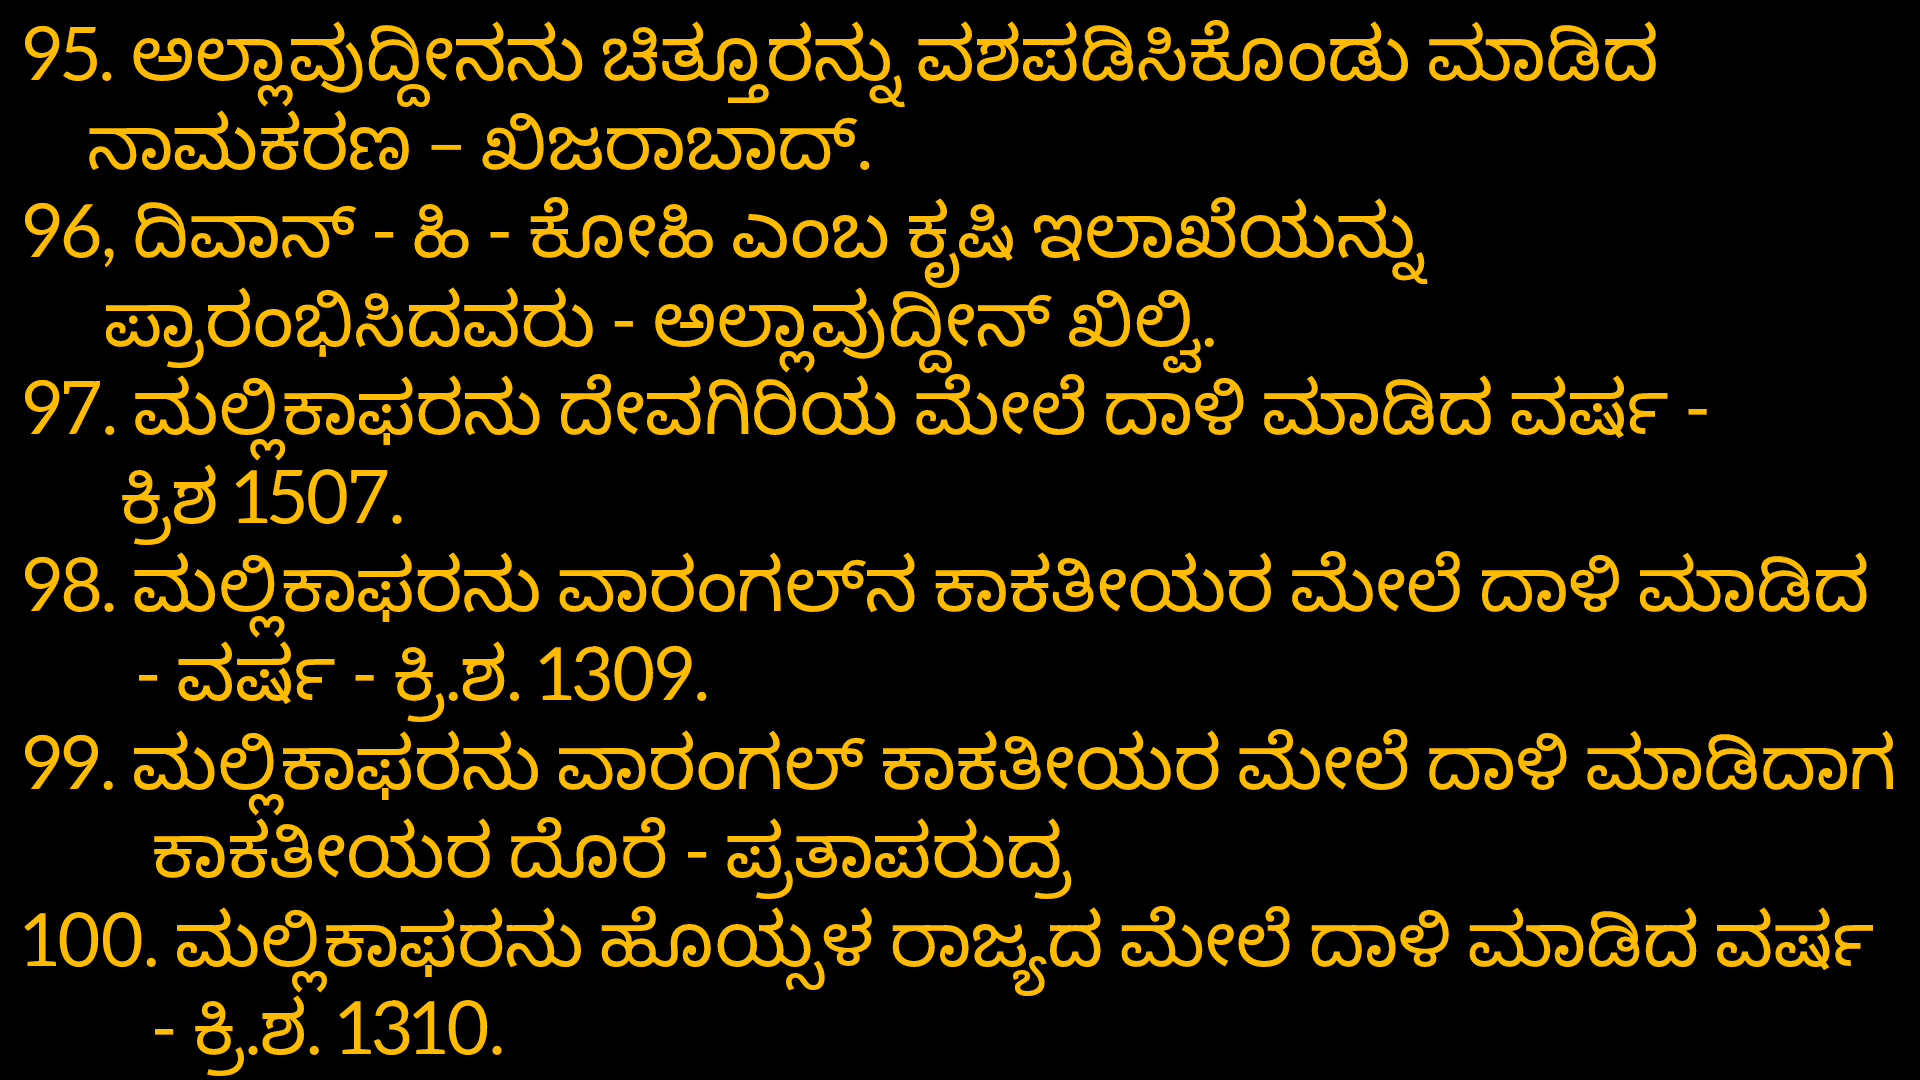 95. ಅಲ್ಲಾವುದ್ದೀನನು ಚಿತ್ತೂರನ್ನು ವಶಪಡಿಸಿಕೊಂಡು ಮಾಡಿದ
ನಾಮಕರಣ – ಖಿಜರಾಬಾದ್.
96, ದಿವಾನ್ - ಹಿ - ಕೋಹಿ ಎಂಬ ಕೃಷಿ ಇಲಾಖೆಯನ್ನು
ಪ್ರಾರಂಭಿಸಿದವರು - ಅಲ್ಲಾವುದ್ದೀನ್ ಖಿಲ್ವಿ.
97. ಮಲ್ಲಿಕಾಫರನು ದೇವಗಿರಿಯ ಮೇಲೆ ದಾಳಿ ಮಾಡಿದ ವರ್ಷ -
ಕ್ರಿಶ 1507.
98. ಮಲ್ಲಿಕಾಫರನು ವಾರಂಗಲ್‌ನ ಕಾಕತೀಯರ ಮೇಲೆ ದಾಳಿ ಮಾಡಿದ
- ವರ್ಷ - ಕ್ರಿ.ಶ. 1309.
99. ಮಲ್ಲಿಕಾಫರನು ವಾರಂಗಲ್ ಕಾಕತೀಯರ ಮೇಲೆ ದಾಳಿ ಮಾಡಿದಾಗ
ಕಾಕತೀಯರ ದೊರೆ - ಪ್ರತಾಪರುದ್ರ
100. ಮಲ್ಲಿಕಾಫರನು ಹೊಯ್ಸಳ ರಾಜ್ಯದ ಮೇಲೆ ದಾಳಿ ಮಾಡಿದ ವರ್ಷ
- ಕ್ರಿ.ಶ. 1310.